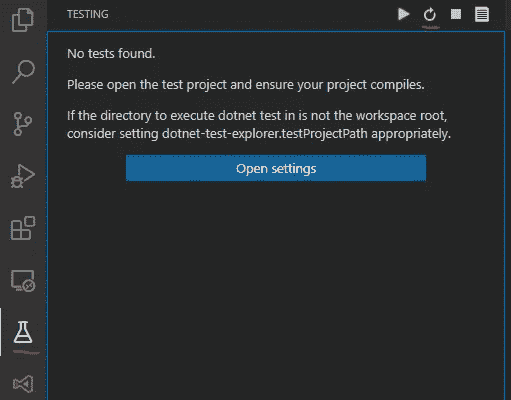 TESTING
No tests found.
Please open the test project and ensure your project compiles.
If the directory to execute dotnet test in is not the workspace root,
consider setting dotnet-test-explorer.testProjectPath appropriately.
Open settings